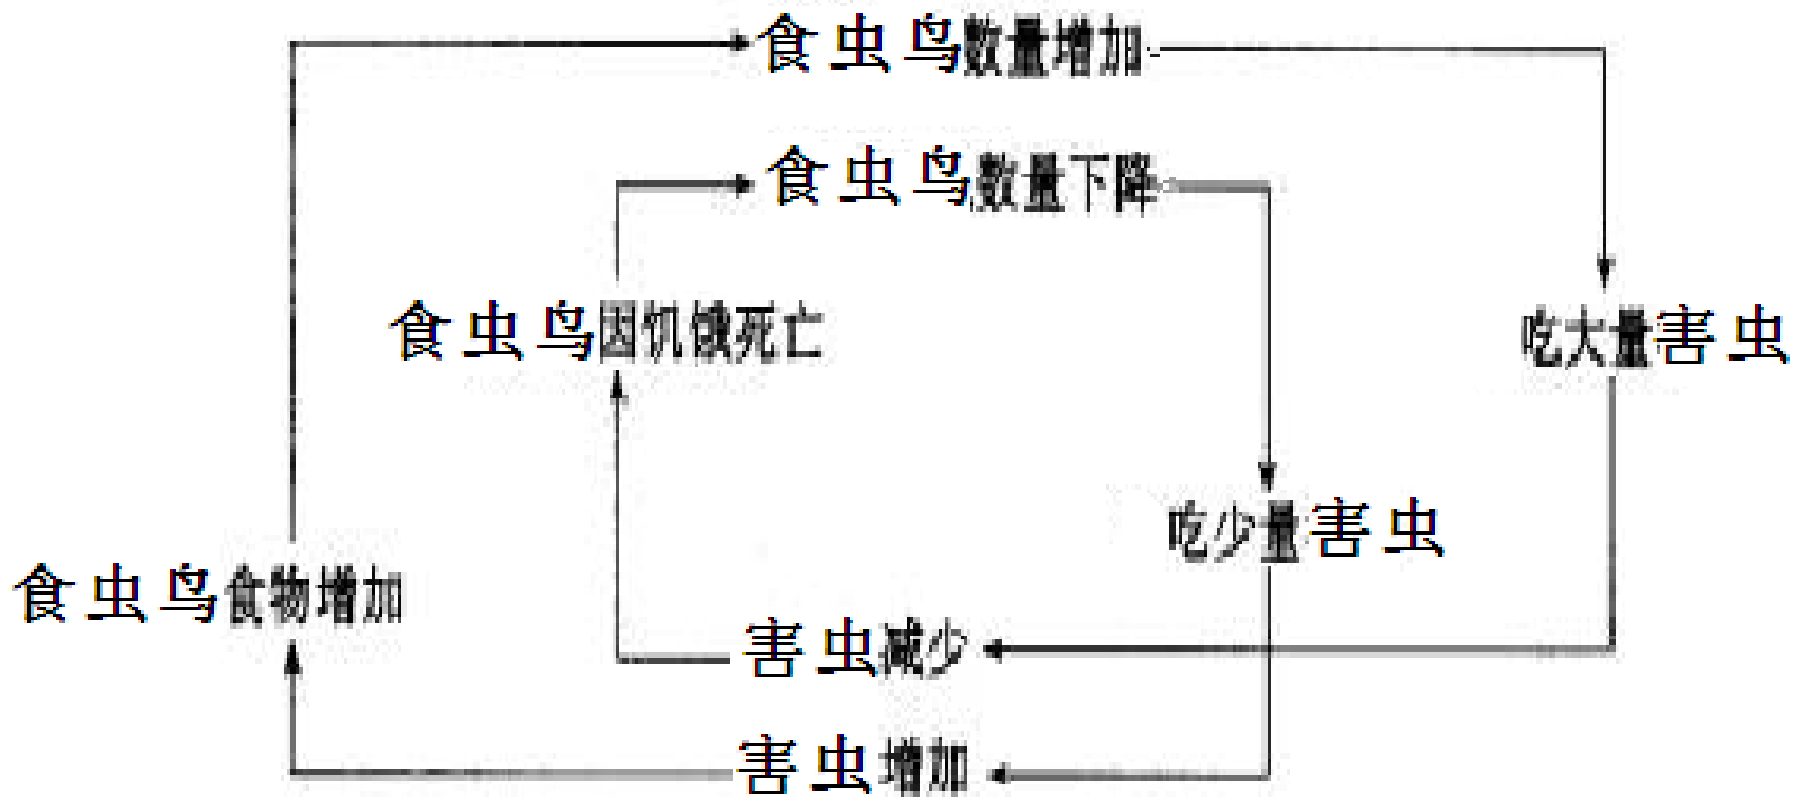 食虫鸟数量增加
食虫鸟数量下降
食虫鸟因饥饿死亡
吃大量害虫
吃少量害虫
食虫鸟食物增加
害虫减少
害虫增加